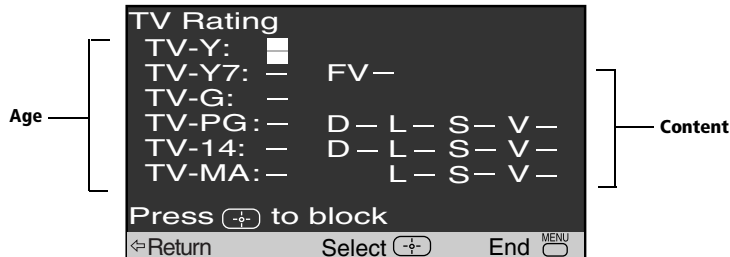 TV Rating
TV-Y: —
TV-Y7: — FV—
TV-G: —
TV-PG:— D— L— S— V—
TV-14: — D— L— S— V—
TV-MA:— L— S— V—
Age
Content
Press to block
⇦Return Select End MENU